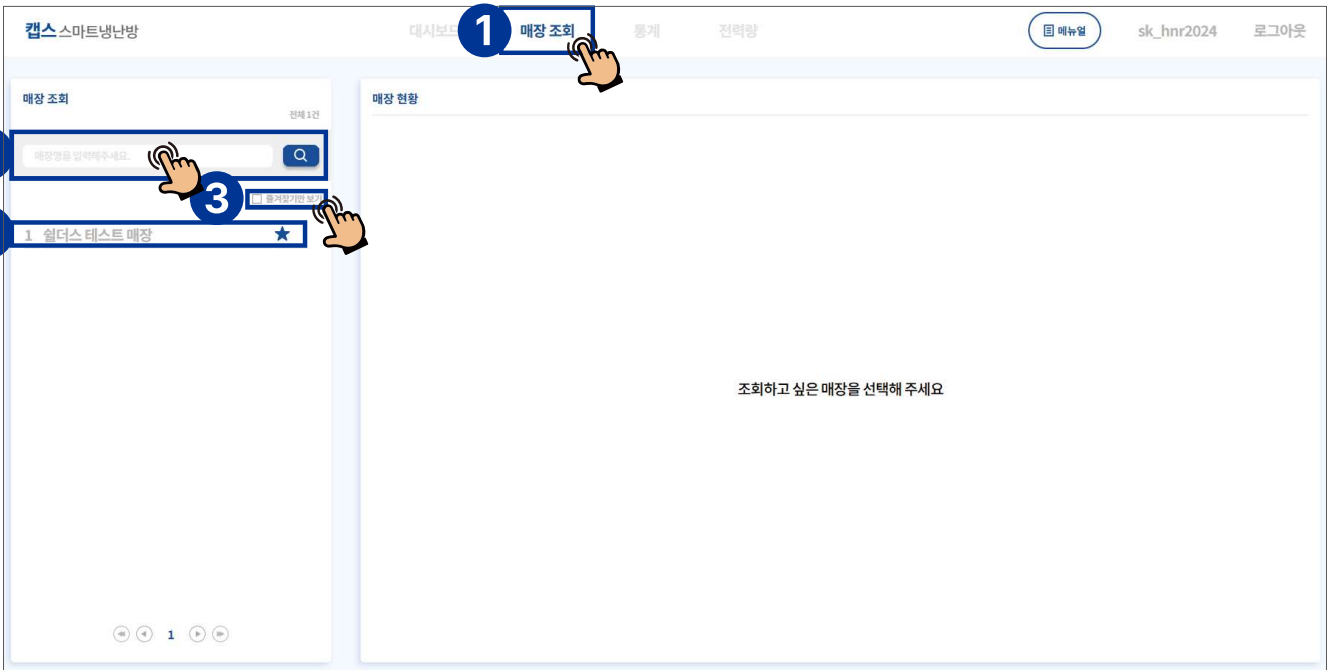 캡스 스마트냉난방
대시보드
1
매장 조회
통계
전력량
메뉴얼
sk_hnr2024
로그아웃
매장 조회
전체 1건
매장명을 입력해주세요.
3
즐겨찾기만 보기
1 쉴더스 테스트 매장
1
매장 현황
조회하고 싶은 매장을 선택해 주세요